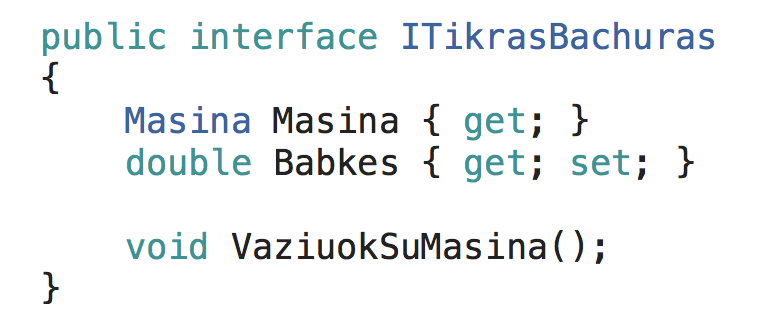 public interface ITikrasBachuras
{
    Masina Masina { get; }
    double Babkes { get; set; }

    void VaziuokSuMasina();
}